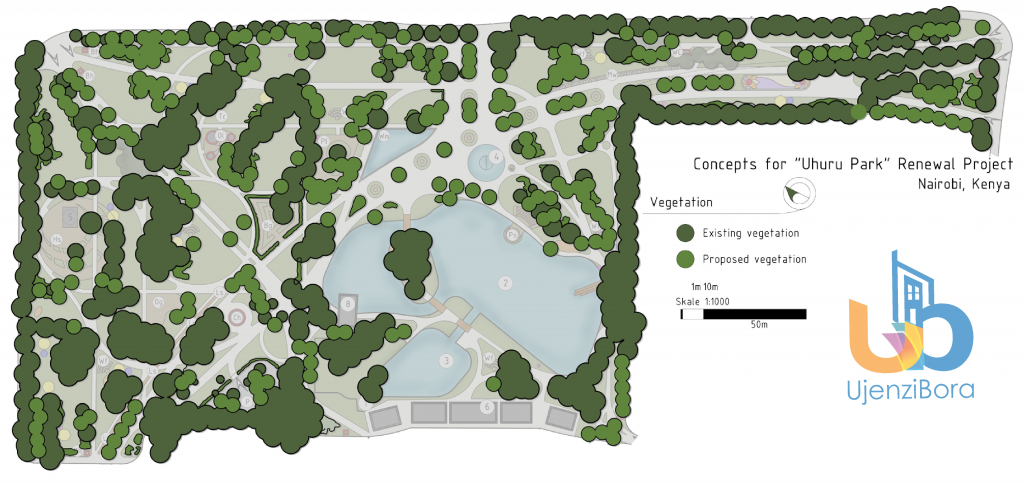 Concepts for "Uhuru Park" Renewal Project
Nairobi, Kenya
Vegetation
Existing vegetation
Proposed vegetation
1m 10m
Skale 1:1000
50m
UjenziBora
4
2
8
3
6